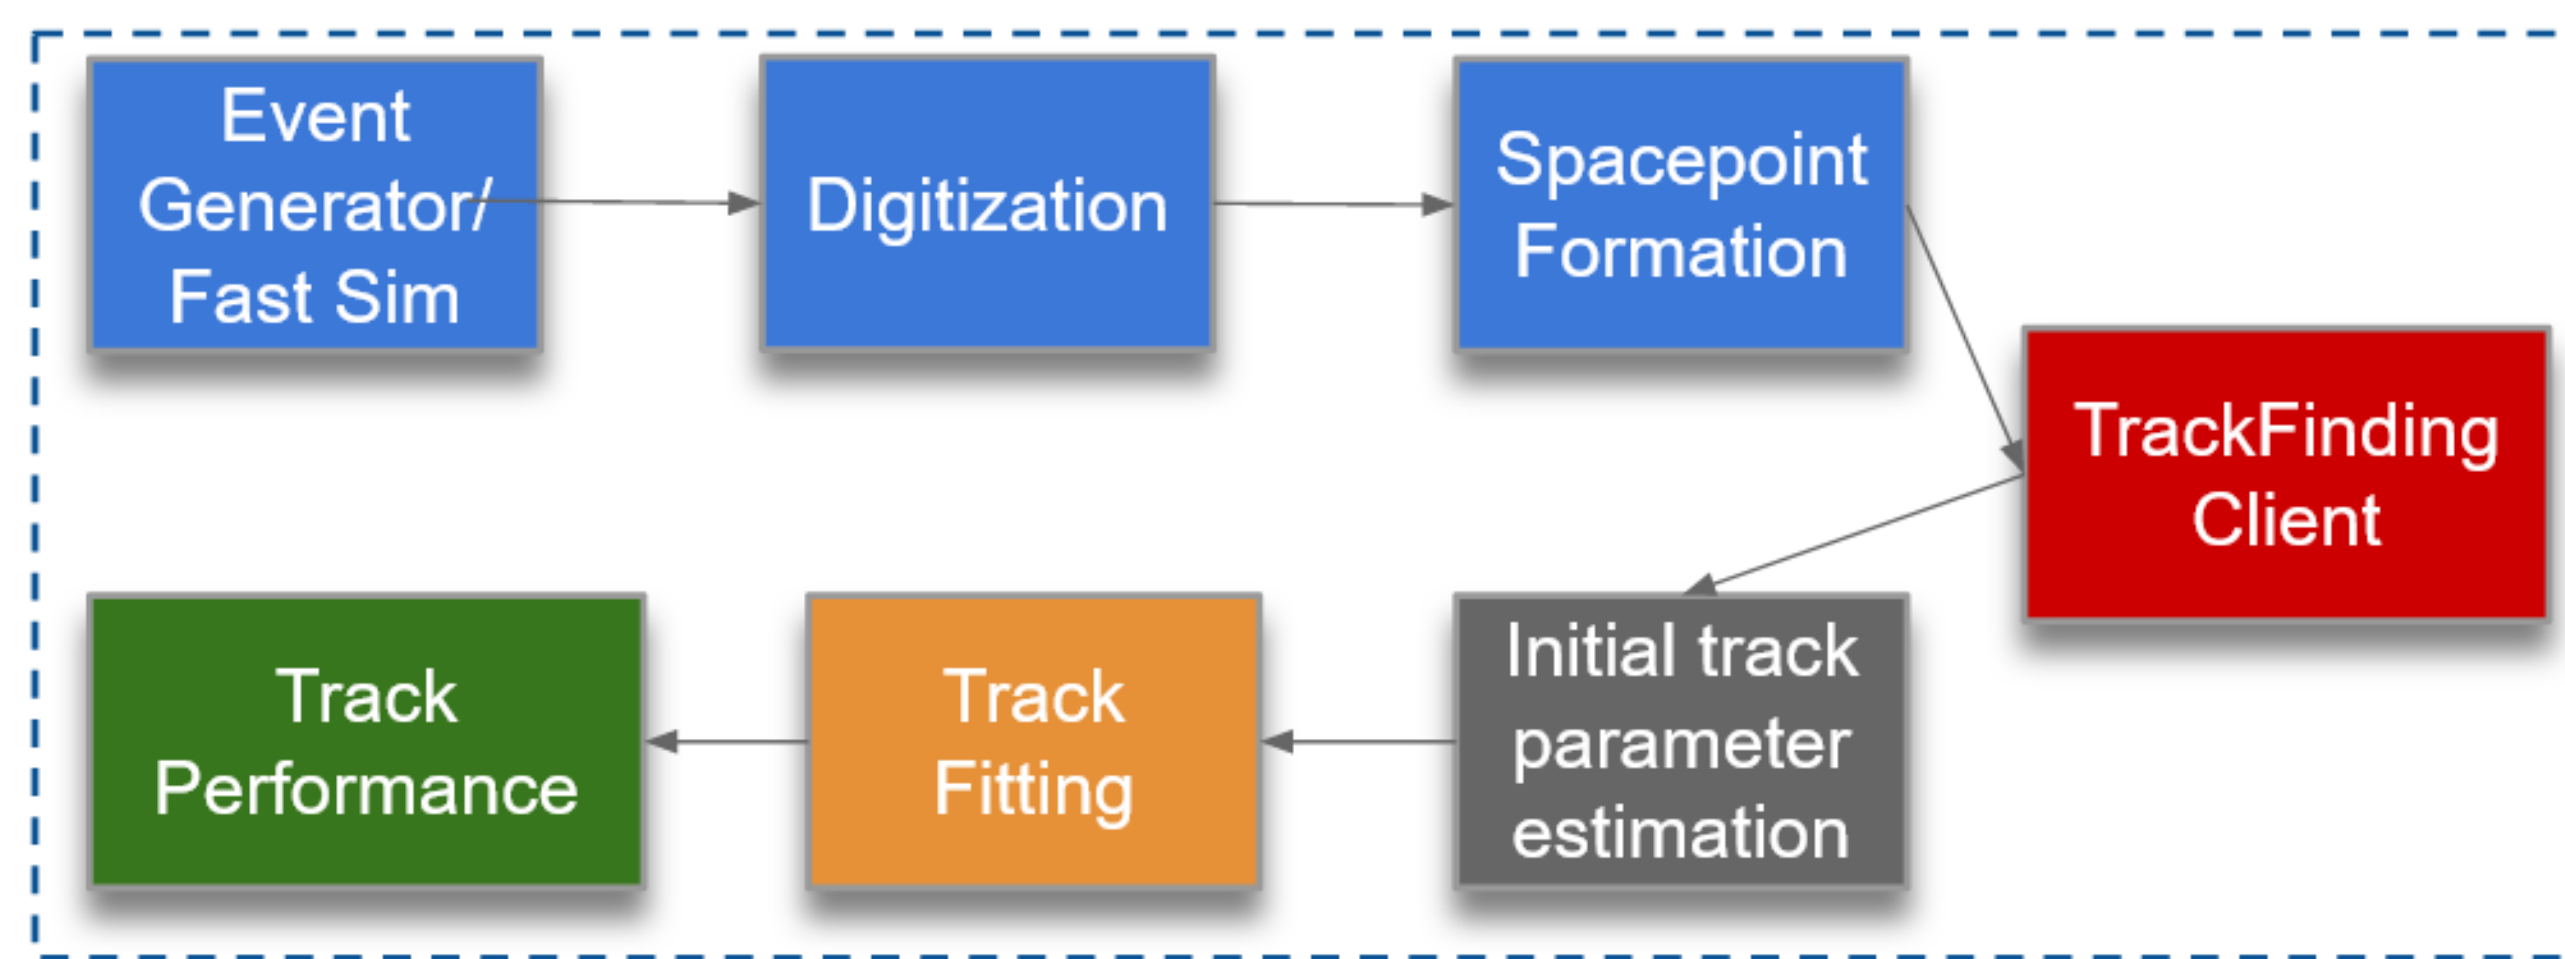 Event
Generator/
Fast Sim
Digitization
Spacepoint
Formation
TrackFinding
Client
Initial track
parameter
estimation
Track
Fitting
Track
Performance